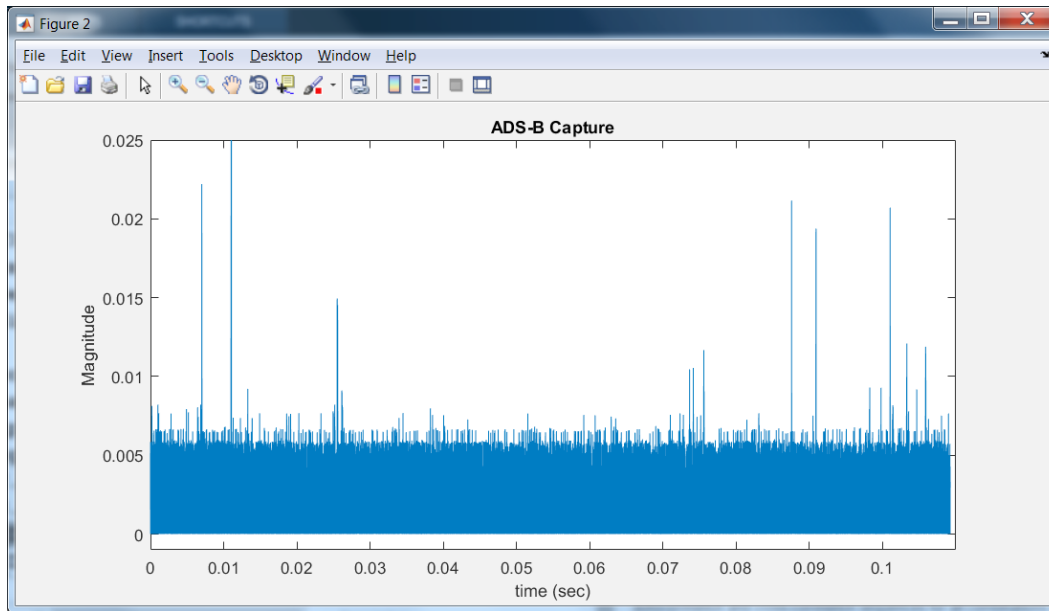 Figure 2
File Edit View Insert Tools Desktop Window Help
ADS-B Capture
0.025
0.02
0.015
0.01
0.005
0
Magnitude
0 0.01 0.02 0.03 0.04 0.05 0.06 0.07 0.08 0.09 0.1
time (sec)